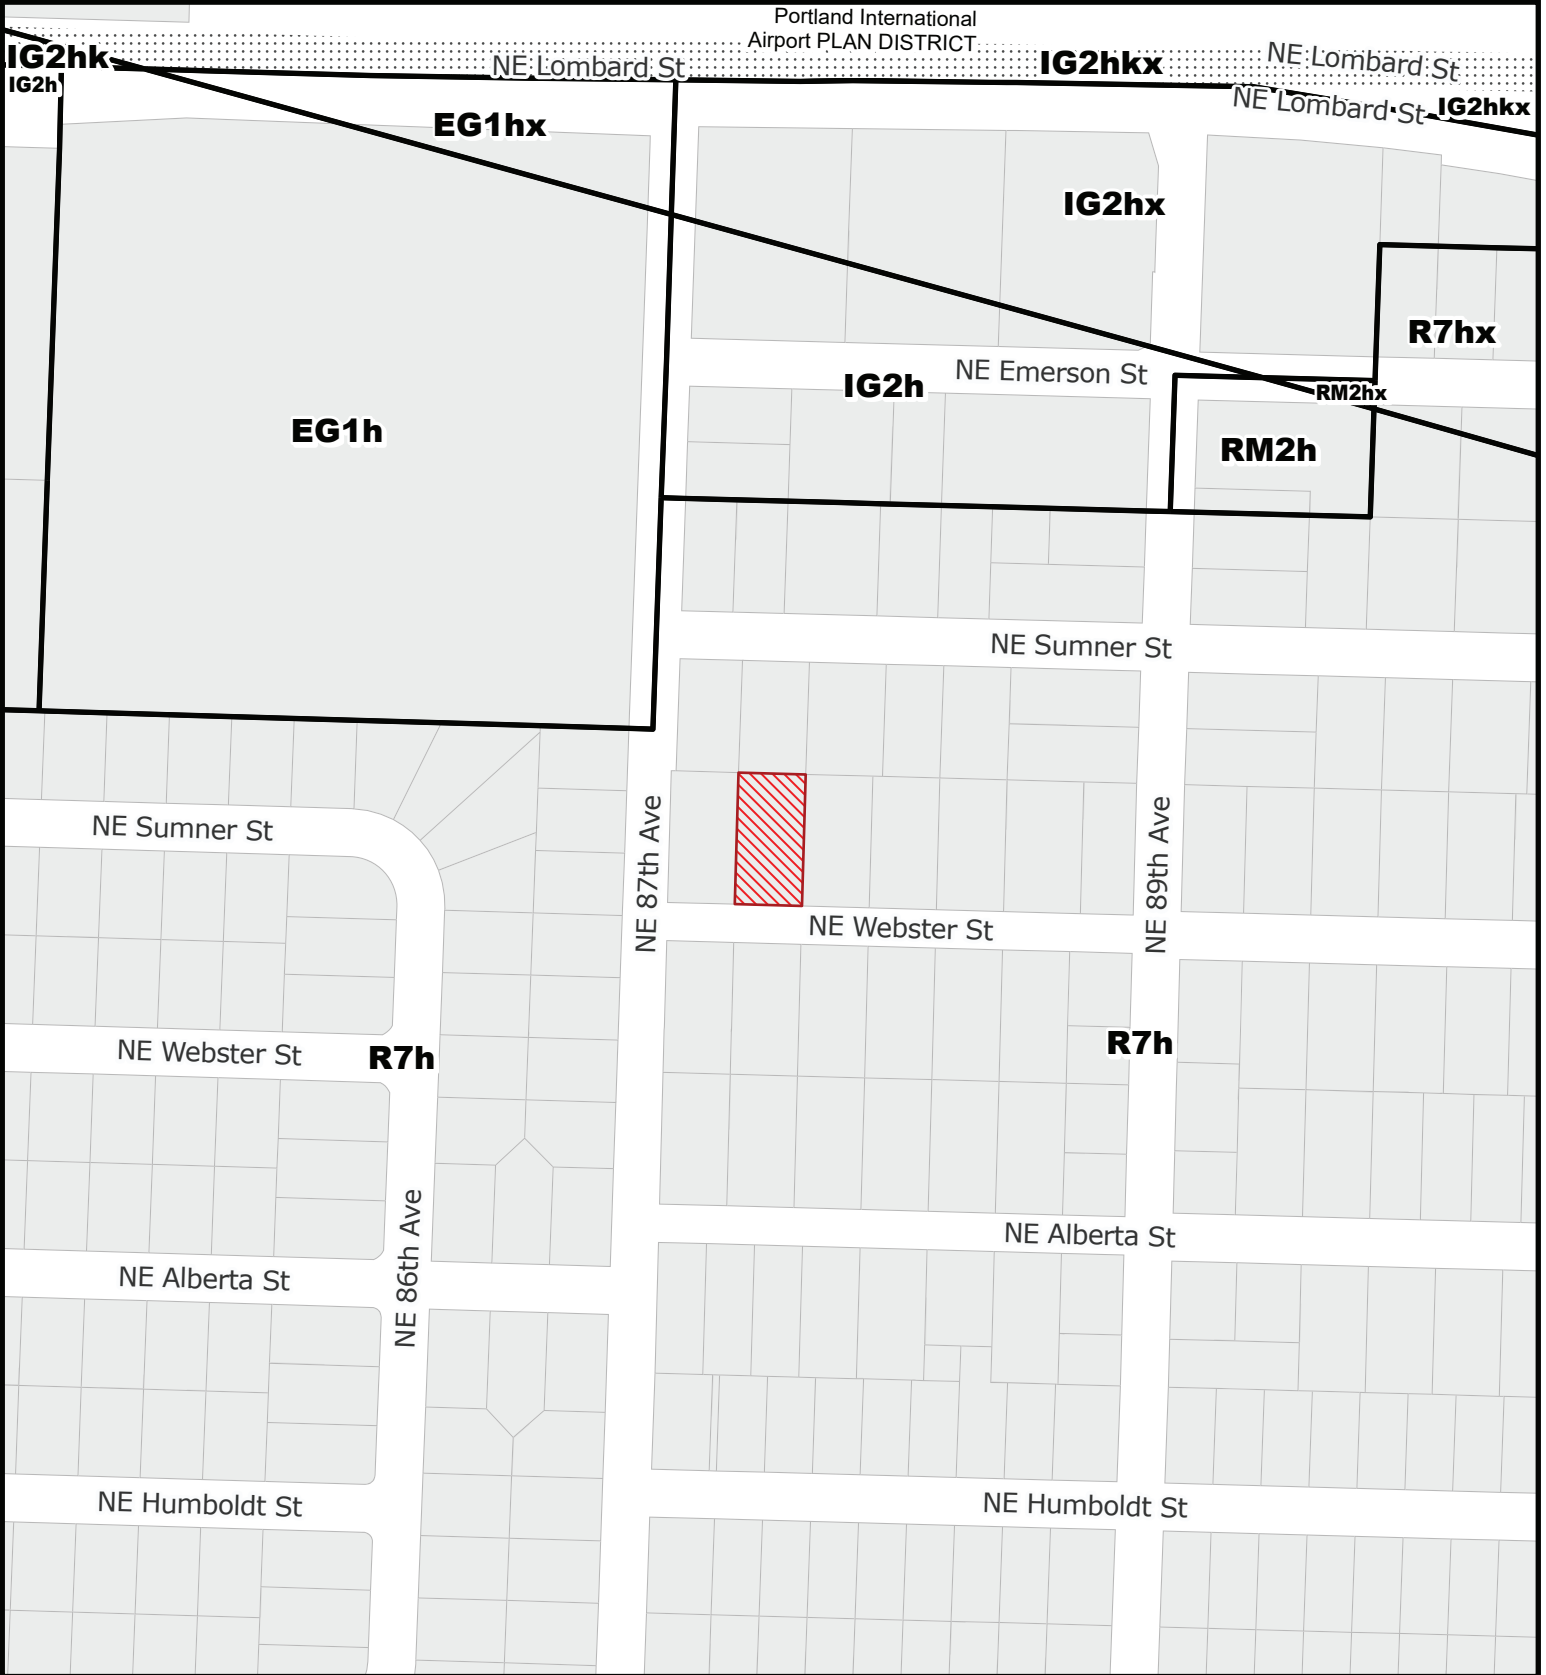 Portland International
Airport PLAN DISTRICT
IG2hk
IG2h
NE Lombard St
IG2hkx
NE Lombard St
NE Lombard St
IG2hkx
EG1hx
IG2hx
R7hx
NE Emerson St
IG2h
RM2hx
EG1h
RM2h
NE Sumner St
NE Sumner St
NE 87th Ave
NE 89th Ave
NE Webster St
NE Webster St
R7h
R7h
NE 86th Ave
NE Alberta St
NE Alberta St
NE Humboldt St
NE Humboldt St